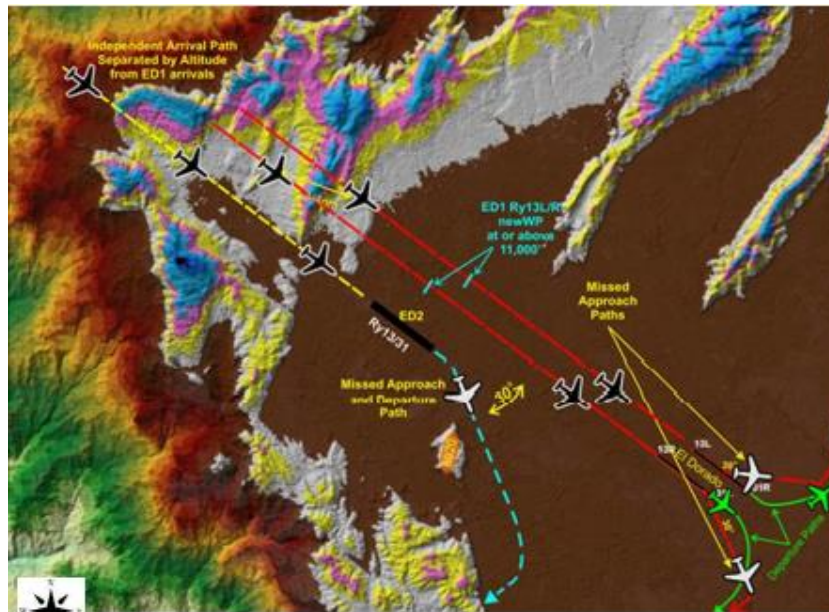 Independent Arrival Path
Separated by Altitude
from ED1 arrivals
ED1 Ry13L/R
newWP
at or above
11,000'
Missed
Approach
Paths
ED2
Ry13/31
Missed Approach
and Departure
Path
30°
13L
13R
El Dorado
Departure Paths
N